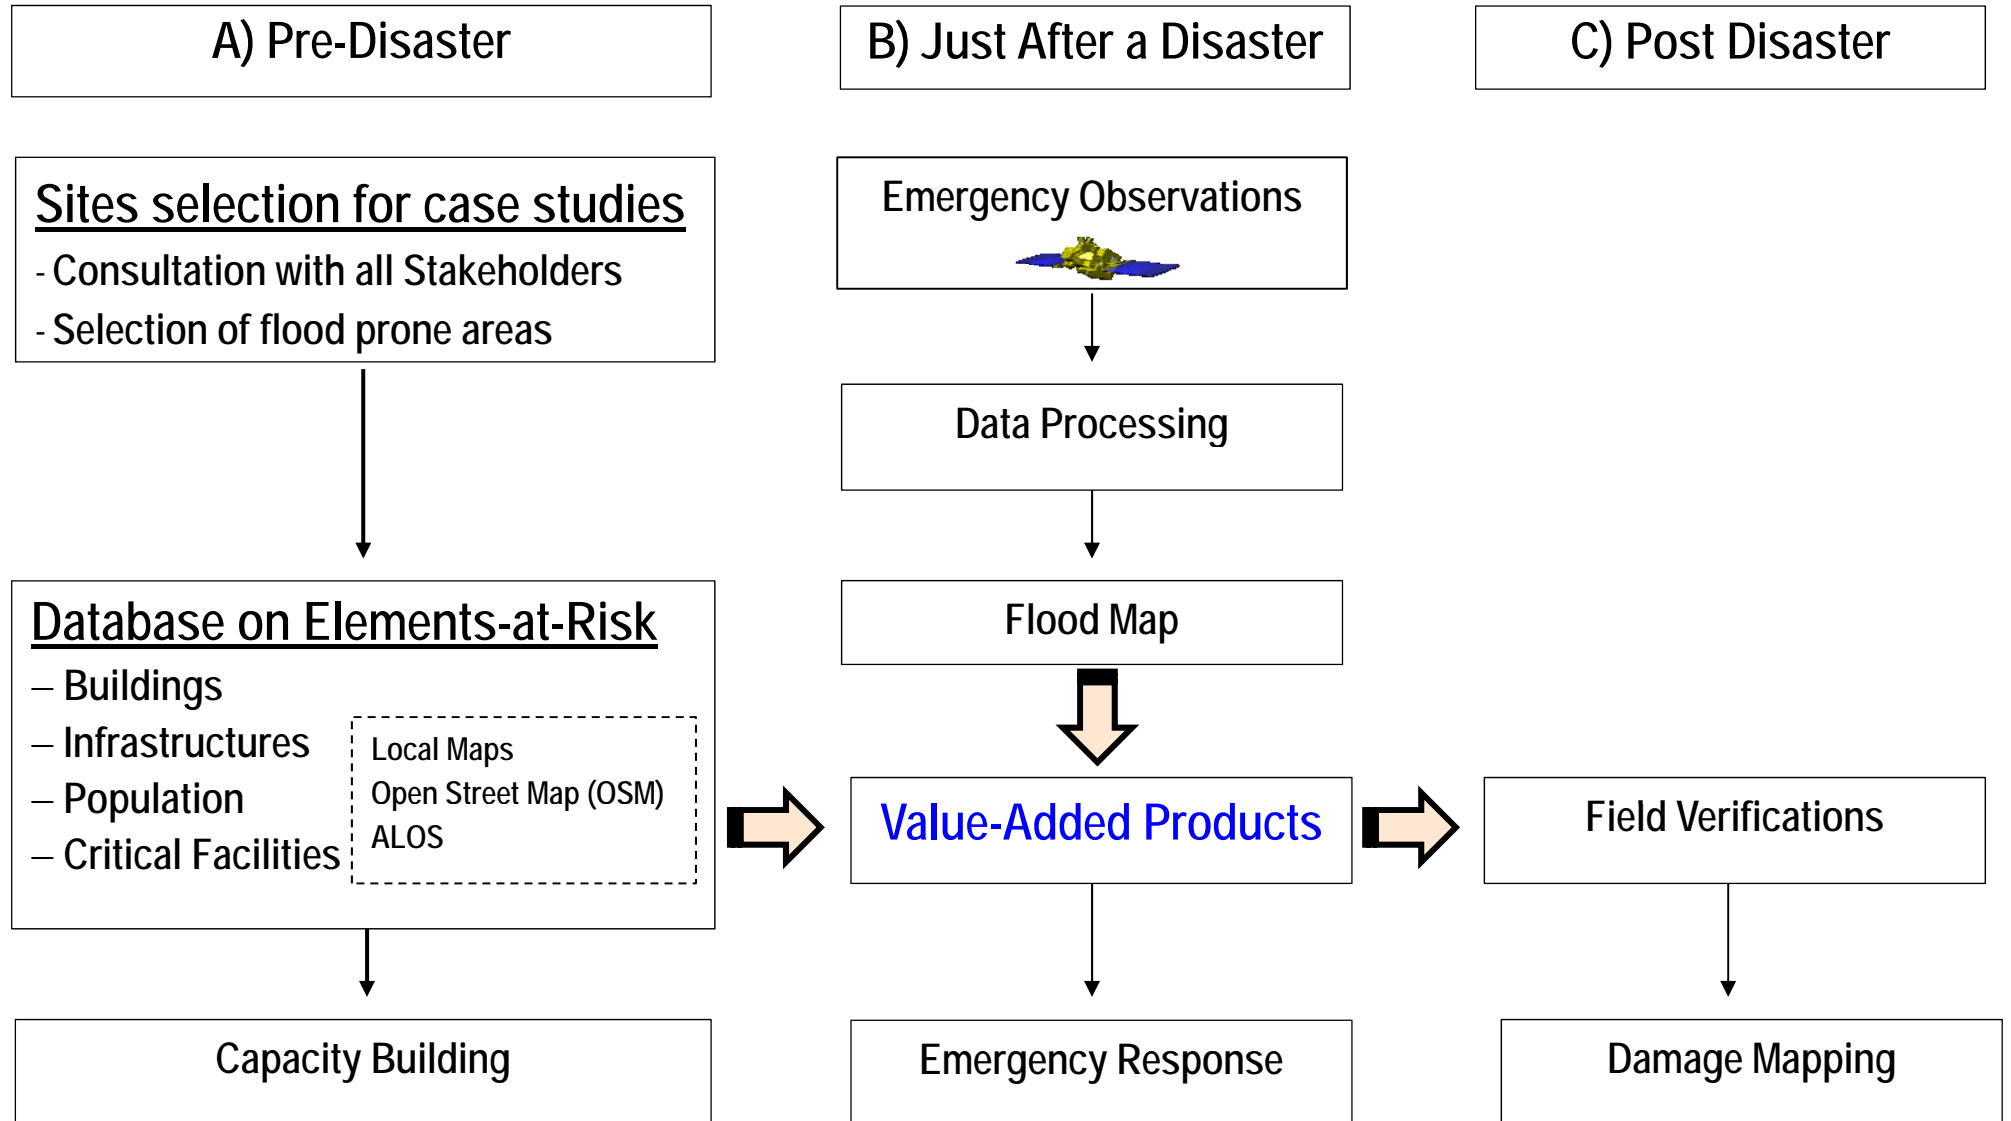 A) Pre-Disaster
B) Just After a Disaster
C) Post Disaster
Sites selection for case studies
- Consultation with all Stakeholders
- Selection of flood prone areas
Database on Elements-at-Risk
– Buildings
– Infrastructures
– Population
– Critical Facilities
Local Maps
Open Street Map (OSM)
ALOS
Capacity Building
Emergency Observations
Data Processing
Flood Map
Value-Added Products
Emergency Response
Field Verifications
Damage Mapping